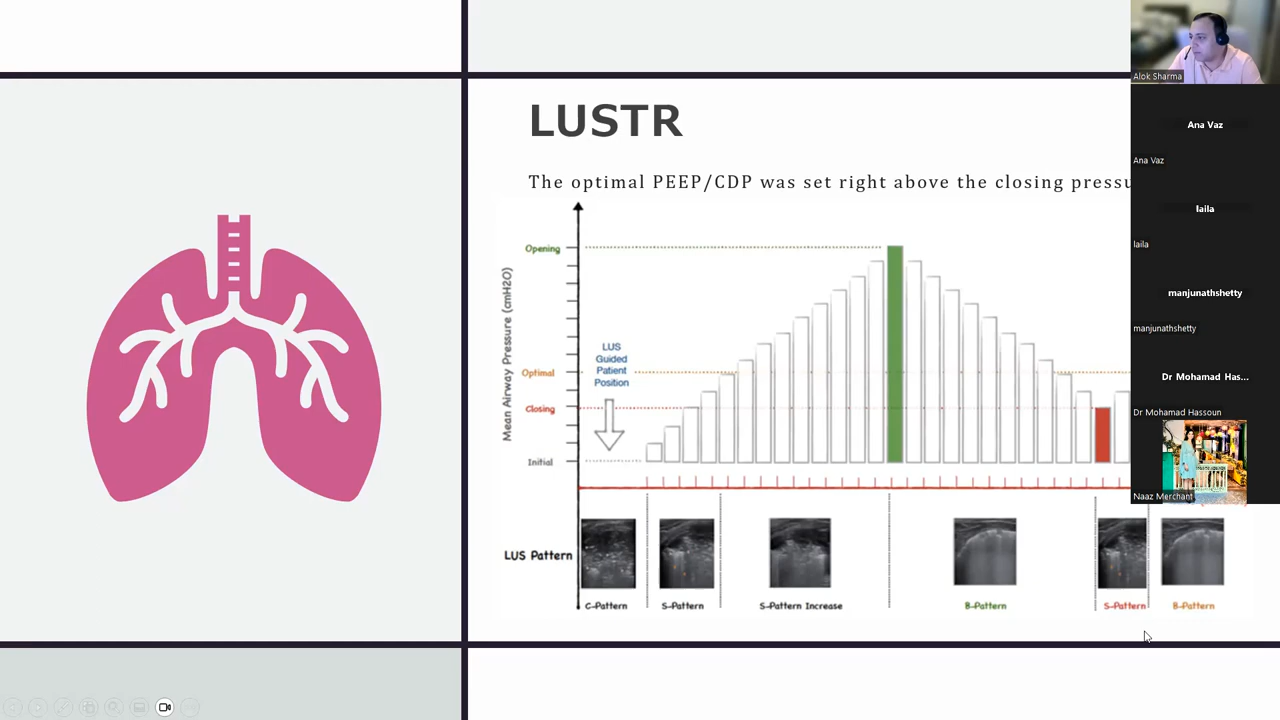 LUSTR
The optimal PEEP/CDP was set right above the closing
Mean Airway Pressure (cmH2O)
Opening
Optimal
Closing
Initial
LUS
Guided
Patient
Position
LUS Pattern
C-Pattern
S-Pattern
S-Pattern Increase
B-Pattern
S-Pattern
B-Pattern
Alok Sharma
Ana Vaz
Ana Vaz
laila
laila
manjunathshetty
manjunathshetty
Dr Mohamad Has...
Dr Mohamad Hassoun
Naaz Merchant